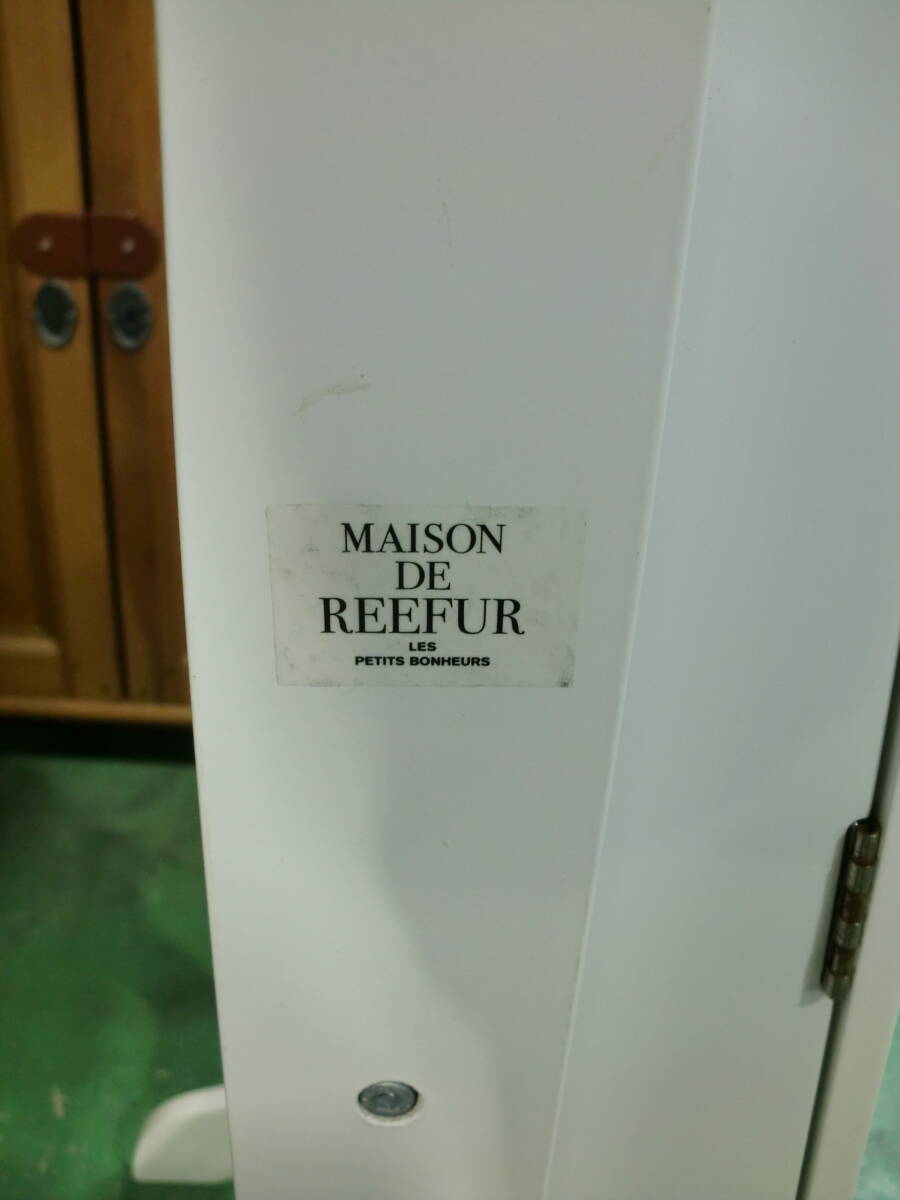 MAISON
DE
REEFUR
LES
PETITS BONHEURS